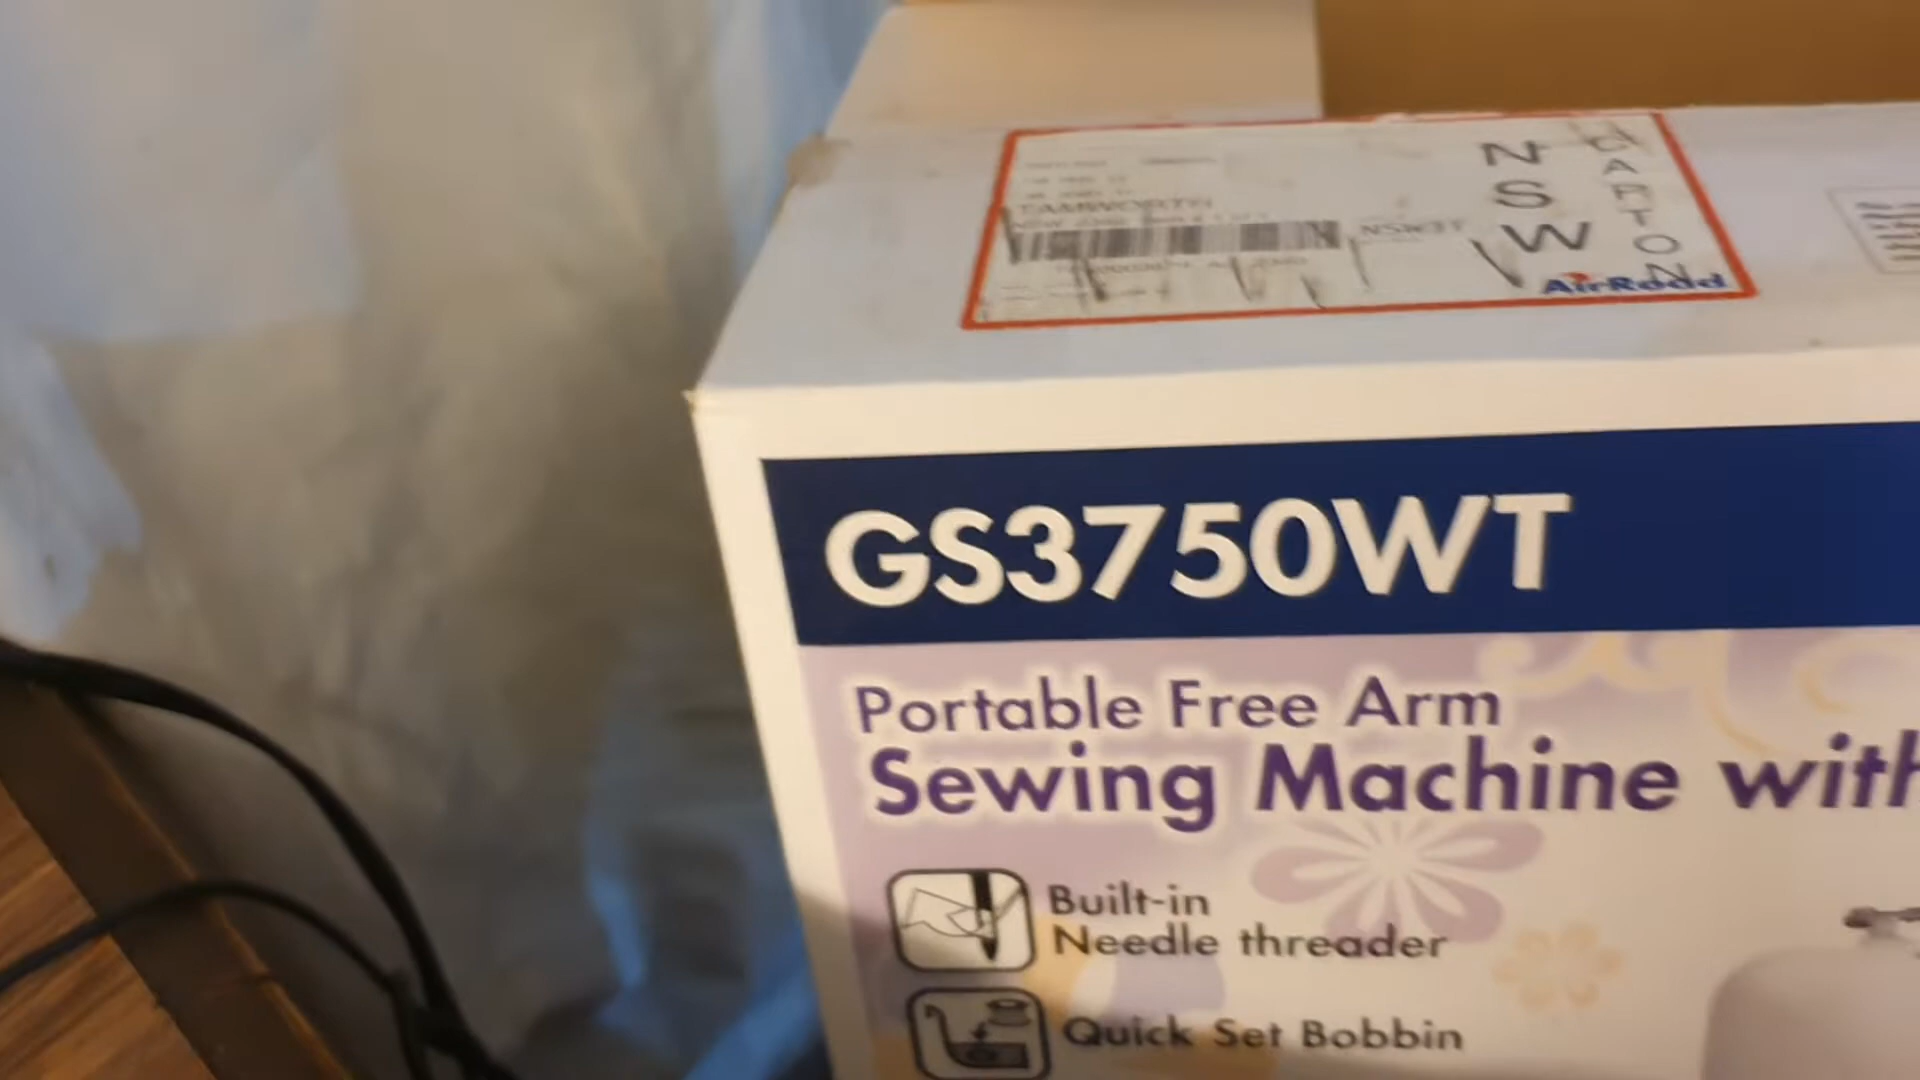 TAMWORTH
NSW
CARTON
AirRoad
GS3750WT
Portable Free Arm
Sewing Machine with
Built-in
Needle threader
Quick Set Bobbin